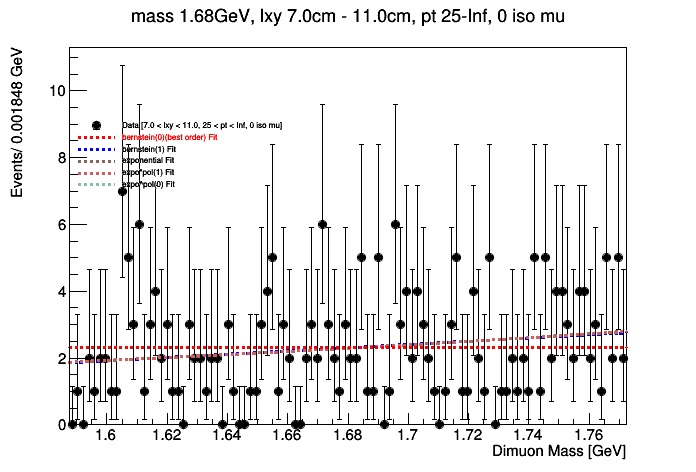 mass 1.68GeV, lxy 7.0cm - 11.0cm, pt 25-Inf, 0 iso mu
Events/ 0.001848 GeV
10
8
6
4
2
0
Data [7.0 < lxy < 11.0, 25 < pt < Inf, 0 iso mu]
bernstein(0)(best order) Fit
bernstein(1) Fit
exponential Fit
expo*pol(1) Fit
expo*pol(0) Fit
1.6 1.62 1.64 1.66 1.68 1.7 1.72 1.74 1.76
Dimuon Mass [GeV]